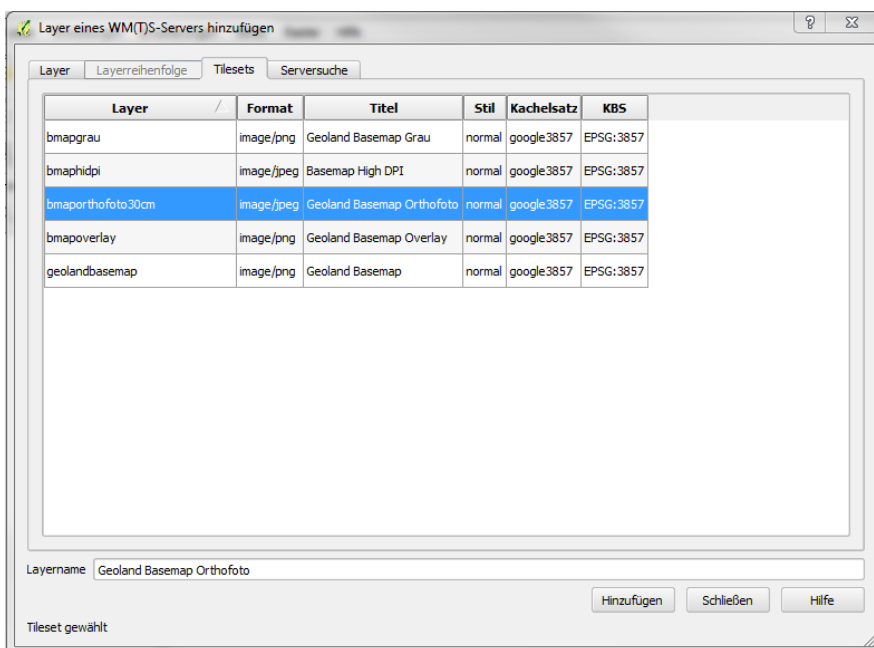 Layer eines WM(T)S-Servers hinzufügen
Layer Layerreihenfolge Tilesets Serversuche
Layer Format Titel Stil Kachelsatz KBS
bmapgrau image/png Geoland Basemap Grau normal google3857 EPSG:3857
bmaphidpi image/jpeg Basemap High DPI normal google3857 EPSG:3857
bmaporthofoto30cm image/jpeg Geoland Basemap Orthofoto normal google3857 EPSG:3857
bmapoverlay image/png Geoland Basemap Overlay normal google3857 EPSG:3857
geolandbasemap image/png Geoland Basemap normal google3857 EPSG:3857
Layername Geoland Basemap Orthofoto
Hinzufügen Schließen Hilfe
Tileset gewählt